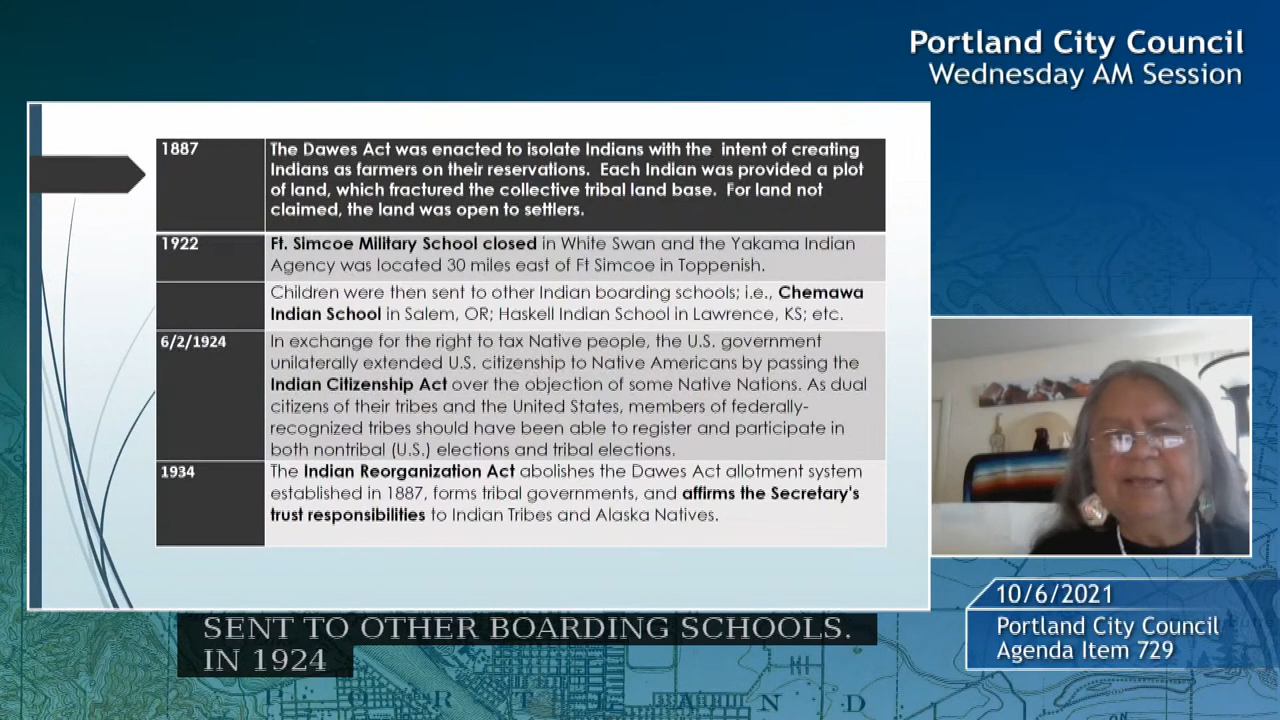 Portland City Council
Wednesday AM Session
1887
The Dawes Act was enacted to isolate Indians with the intent of creating
Indians as farmers on their reservations. Each Indian was provided a plot
of land, which fractured the collective tribal land base. For land not
claimed, the land was open to settlers.
1922
Ft. Simcoe Military School closed in White Swan and the Yakama Indian
Agency was located 30 miles east of Ft Simcoe in Toppenish.
Children were then sent to other Indian boarding schools; i.e., Chemawa
Indian School in Salem, OR; Haskell Indian School in Lawrence, KS; etc.
6/2/1924
In exchange for the right to tax Native people, the U.S. government
unilaterally extended U.S. citizenship to Native Americans by passing the
Indian Citizenship Act over the objection of some Native Nations. As dual
citizens of their tribes and the United States, members of federally-
recognized tribes should have been able to register and participate in
both nontribal (U.S.) elections and tribal elections.
1934
The Indian Reorganization Act abolishes the Dawes Act allotment system
established in 1887, forms tribal governments, and affirms the Secretary's
trust responsibilities to Indian Tribes and Alaska Natives.
10/6/2021
Portland City Council
Agenda Item 729
SENT TO OTHER BOARDING SCHOOLS.
IN 1924